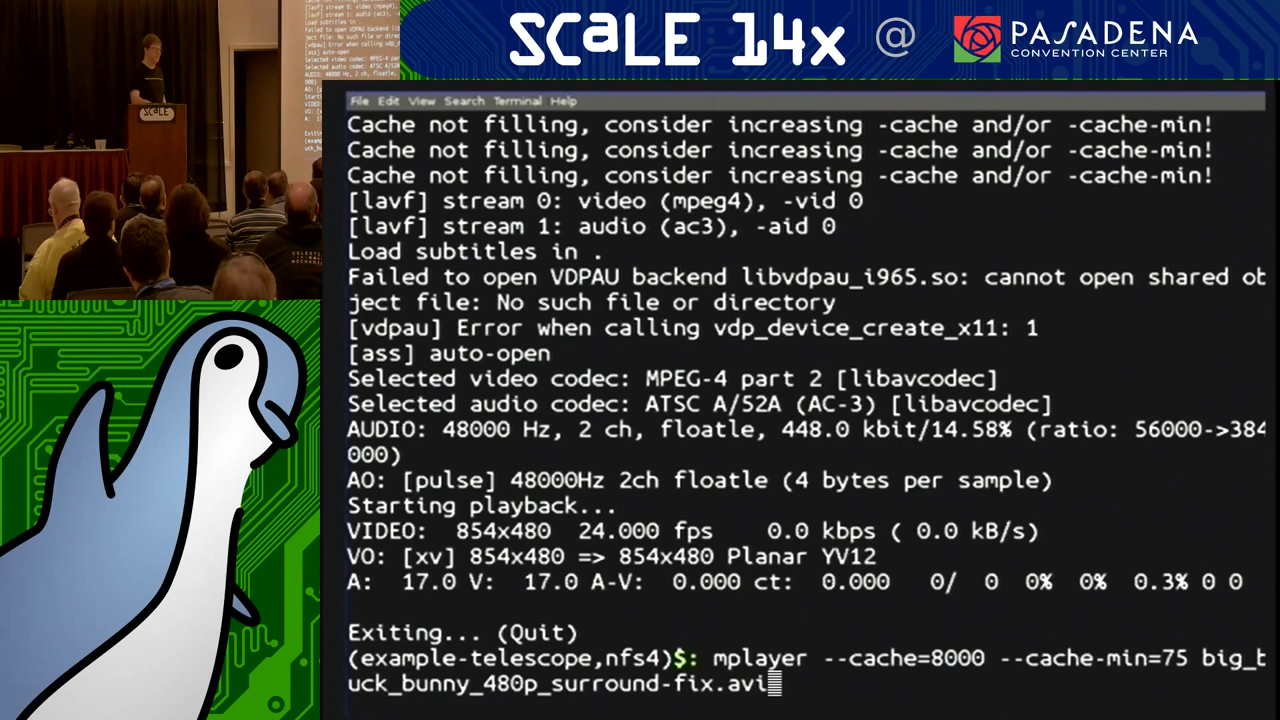 SCALE 14x @ PASADENA
CONVENTION CENTER
SCALE
File Edit View Search Terminal Help
Cache not filling, consider increasing -cache and/or -cache-min!
Cache not filling, consider increasing -cache and/or -cache-min!
Cache not filling, consider increasing -cache and/or -cache-min!
[lavf] stream 0: video (mpeg4), -vid 0
[lavf] stream 1: audio (ac3), -aid 0
Load subtitles in .
Failed to open VDPAU backend libvdpau_i965.so: cannot open shared ob
ject file: No such file or directory
[vdpau] Error when calling vdp_device_create_x11: 1
[ass] auto-open
Selected video codec: MPEG-4 part 2 [libavcodec]
Selected audio codec: ATSC A/52A (AC-3) [libavcodec]
AUDIO: 48000 Hz, 2 ch, floatle, 448.0 kbit/14.58% (ratio: 56000->384
000)
AO: [pulse] 48000Hz 2ch floatle (4 bytes per sample)
Starting playback...
VIDEO: 854x480 24.000 fps 0.0 kbps ( 0.0 kB/s)
VO: [xv] 854x480 => 854x480 Planar YV12
A: 17.0 V: 17.0 A-V: 0.000 ct: 0.000 0/ 0 0% 0% 0.3% 0 0
Exiting... (Quit)
(example-telescope,nfs4)$: mplayer --cache=8000 --cache-min=75 big_b
uck_bunny_480p_surround-fix.avi